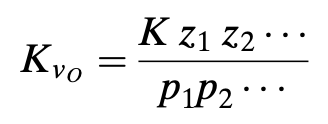 K_{v_O} = \frac{K z_1 z_2 \cdots}{p_1 p_2 \cdots}